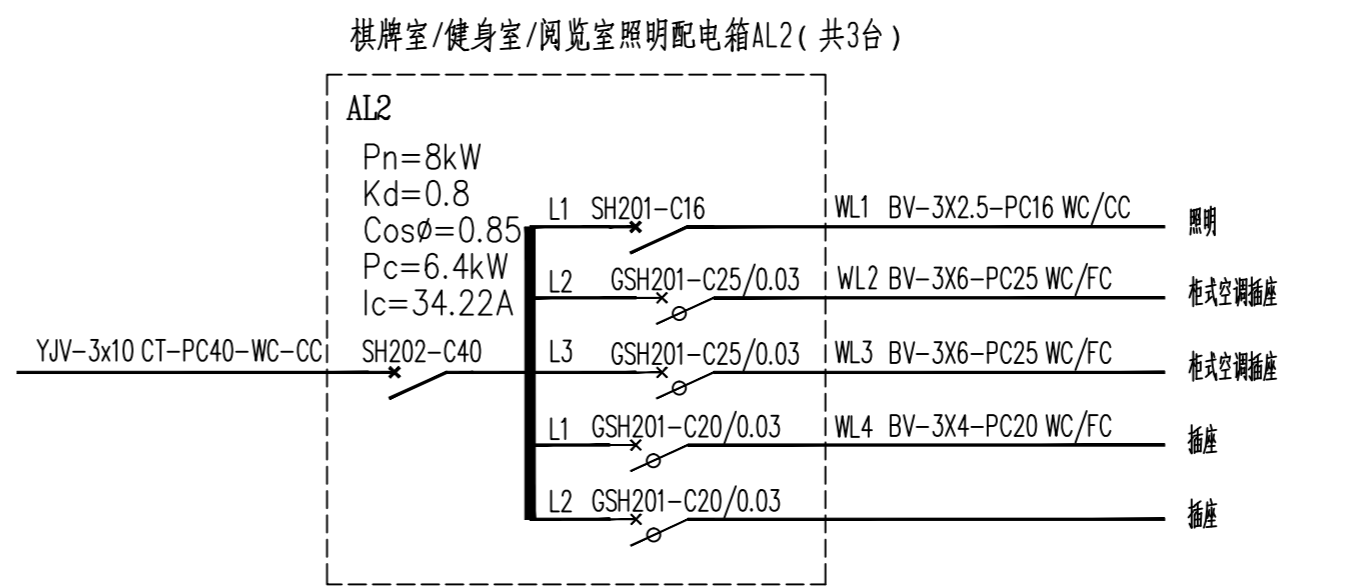 棋牌室/健身室/阅览室照明配电箱AL2(共3台)
AL2
Pn=8kW
Kd=0.8
Cosø=0.85
Pc=6.4kW
Ic=34.22A
YJV-3x10 CT-PC40-WC-CC SH202-C40
L1 SH201-C16 WL1 BV-3X2.5-PC16 WC/CC 照明
L2 GSH201-C25/0.03 WL2 BV-3X6-PC25 WC/FC 柜式空调插座
L3 GSH201-C25/0.03 WL3 BV-3X6-PC25 WC/FC 柜式空调插座
L1 GSH201-C20/0.03 WL4 BV-3X4-PC20 WC/FC 插座
L2 GSH201-C20/0.03 插座